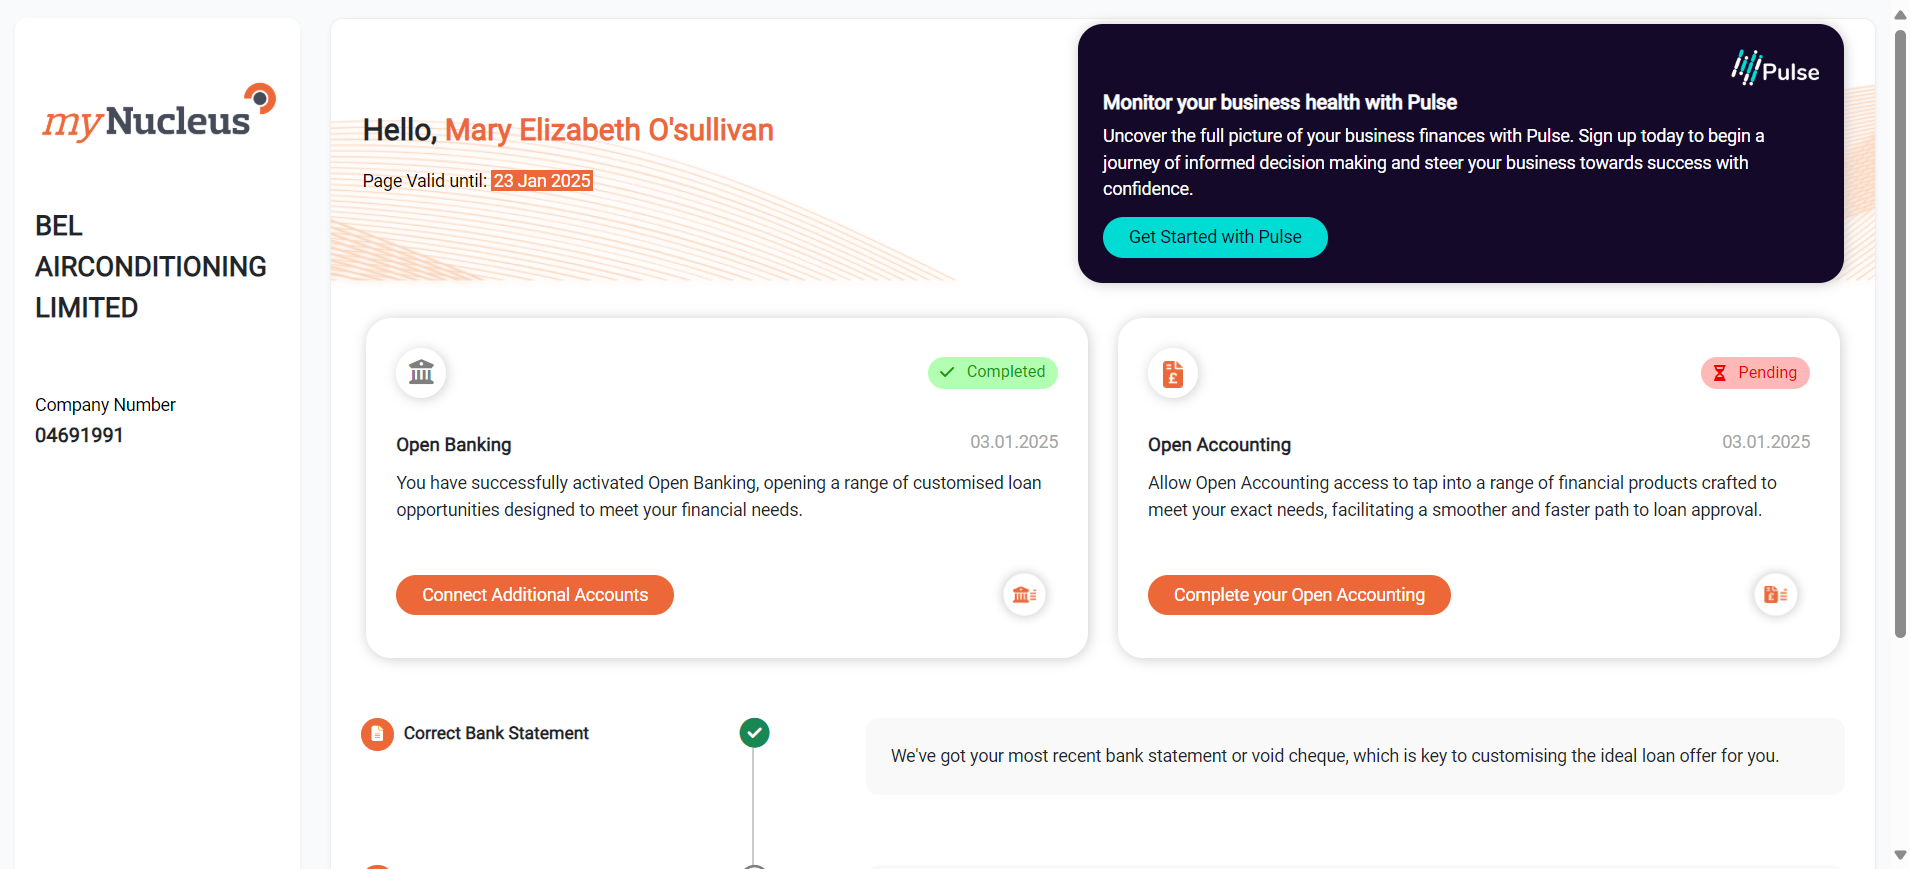 myNucleus
BEL
AIRCONDITIONING
LIMITED
Company Number
04691991
Hello, Mary Elizabeth O'sullivan
Page Valid until: 23 Jan 2025
Pulse
Monitor your business health with Pulse
Uncover the full picture of your business finances with Pulse. Sign up today to begin a
journey of informed decision making and steer your business towards success with
confidence.
Get Started with Pulse
Completed
Open Banking
03.01.2025
You have successfully activated Open Banking, opening a range of customised loan
opportunities designed to meet your financial needs.
Connect Additional Accounts
Pending
Open Accounting
03.01.2025
Allow Open Accounting access to tap into a range of financial products crafted to
meet your exact needs, facilitating a smoother and faster path to loan approval.
Complete your Open Accounting
Correct Bank Statement
We've got your most recent bank statement or void cheque, which is key to customising the ideal loan offer for you.